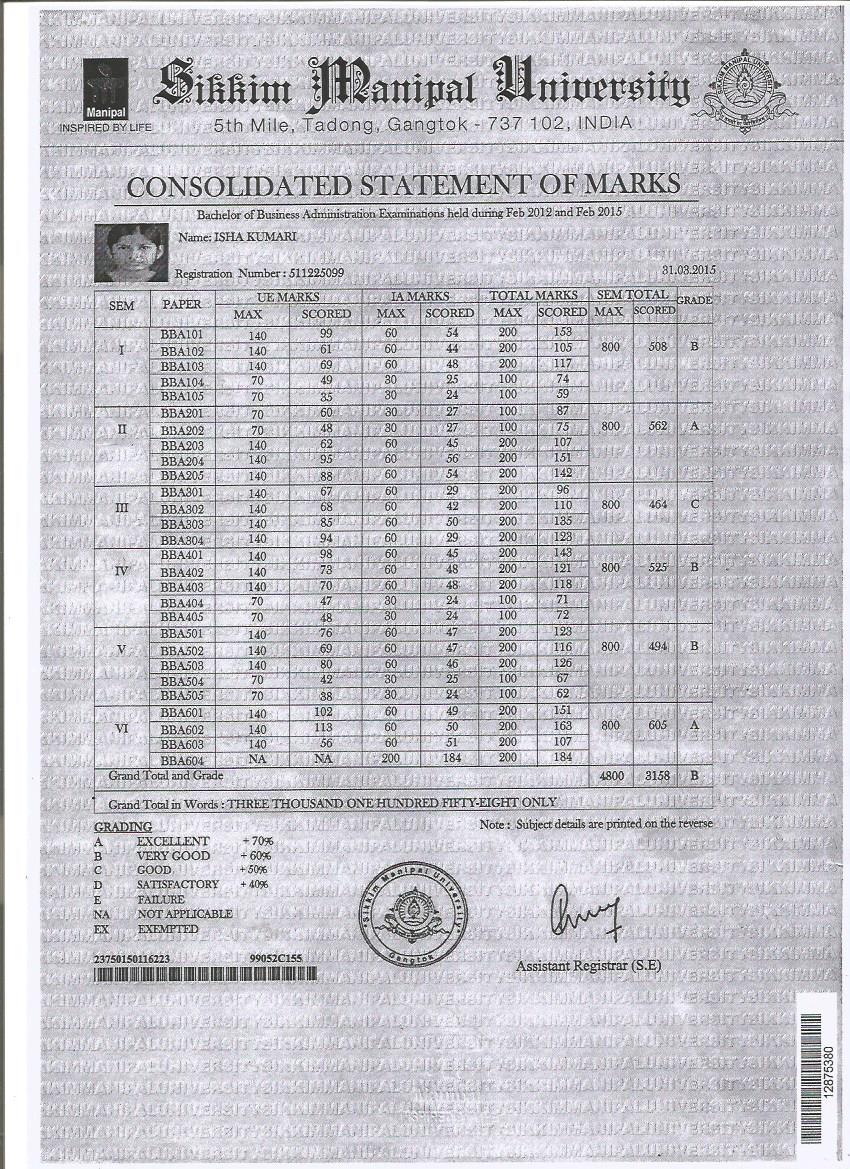 Manipal
INSPIRED BY LIFE
Sikkim Manipal University
5th Mile, Tadong, Gangtok - 737 102, INDIA
SIKKIM MANIPAL UNIVERSITY
CONSOLIDATED STATEMENT OF MARKS
Bachelor of Business Administration Examinations held during Feb 2012 and Feb 2015
Name: ISHA KUMARI
Registration Number : 511225099 31.03.2015
SEM PAPER UE MARKS IA MARKS TOTAL MARKS SEM TOTAL GRADE
MAX SCORED MAX SCORED MAX SCORED MAX SCORED
I BBA101 140 99 60 54 200 153 800 508 B
BBA102 140 61 60 44 200 105
BBA103 140 69 60 48 200 117
BBA104 70 49 30 25 100 74
BBA105 70 35 30 24 100 59
II BBA201 70 60 30 27 100 87 800 562 A
BBA202 70 48 30 27 100 75
BBA203 140 62 60 45 200 107
BBA204 140 95 60 56 200 151
BBA205 140 88 60 54 200 142
III BBA301 140 67 60 29 200 96 800 464 C
BBA302 140 68 60 42 200 110
BBA303 140 85 60 50 200 135
BBA304 140 94 60 29 200 123
IV BBA401 140 98 60 45 200 143 800 525 B
BBA402 140 73 60 48 200 121
BBA403 140 70 60 48 200 118
BBA404 70 47 30 24 100 71
BBA405 70 48 30 24 100 72
V BBA501 140 76 60 47 200 123 800 494 B
BBA502 140 69 60 47 200 116
BBA503 140 80 60 46 200 126
BBA504 70 42 30 25 100 67
BBA505 70 38 30 24 100 62
VI BBA601 140 102 60 49 200 151 800 605 A
BBA602 140 113 60 50 200 163
BBA603 140 56 60 51 200 107
BBA604 NA NA 200 184 200 184
Grand Total and Grade 4800 3158 B
Grand Total in Words : THREE THOUSAND ONE HUNDRED FIFTY-EIGHT ONLY
Note : Subject details are printed on the reverse
GRADING
A EXCELLENT + 70%
B VERY GOOD + 60%
C GOOD + 50%
D SATISFACTORY + 40%
E FAILURE
NA NOT APPLICABLE
EX EXEMPTED
Sikkim Manipal University
Gangtok
23750150116223 99052C155
Assistant Registrar (S.E)
12875380